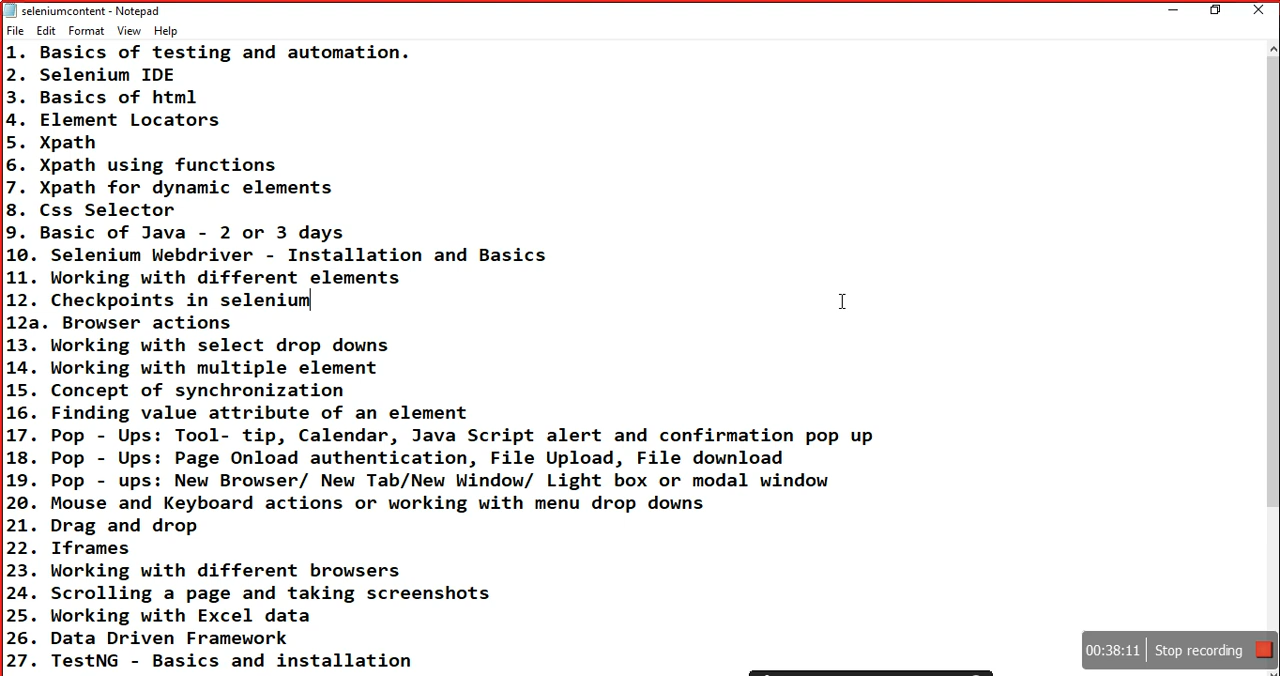 seleniumcontent - Notepad
File Edit Format View Help
1. Basics of testing and automation.
2. Selenium IDE
3. Basics of html
4. Element Locators
5. Xpath
6. Xpath using functions
7. Xpath for dynamic elements
8. Css Selector
9. Basic of Java - 2 or 3 days
10. Selenium Webdriver - Installation and Basics
11. Working with different elements
12. Checkpoints in selenium
12a. Browser actions
13. Working with select drop downs
14. Working with multiple element
15. Concept of synchronization
16. Finding value attribute of an element
17. Pop - Ups: Tool- tip, Calendar, Java Script alert and confirmation pop up
18. Pop - Ups: Page Onload authentication, File Upload, File download
19. Pop - ups: New Browser/ New Tab/New Window/ Light box or modal window
20. Mouse and Keyboard actions or working with menu drop downs
21. Drag and drop
22. Iframes
23. Working with different browsers
24. Scrolling a page and taking screenshots
25. Working with Excel data
26. Data Driven Framework
27. TestNG - Basics and installation
00:38:11 Stop recording